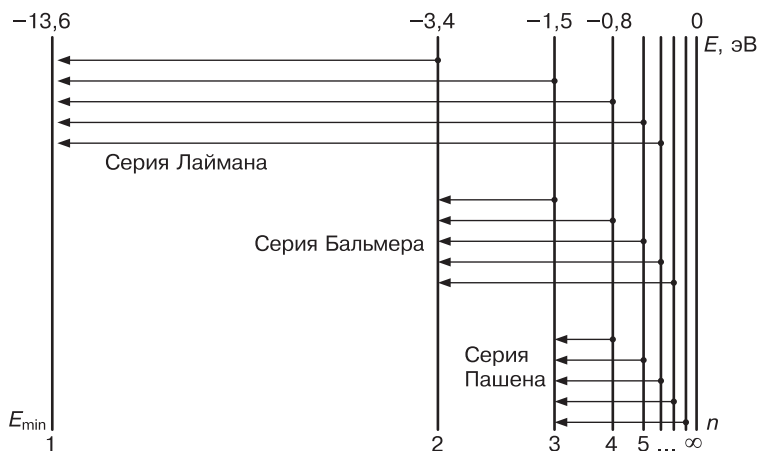 −13,6 −3,4 −1,5 −0,8 0
E, эВ
Серия Лаймана
Серия Бальмера
Серия
Пашена
Emin n
1 2 3 4 5 ... ∞